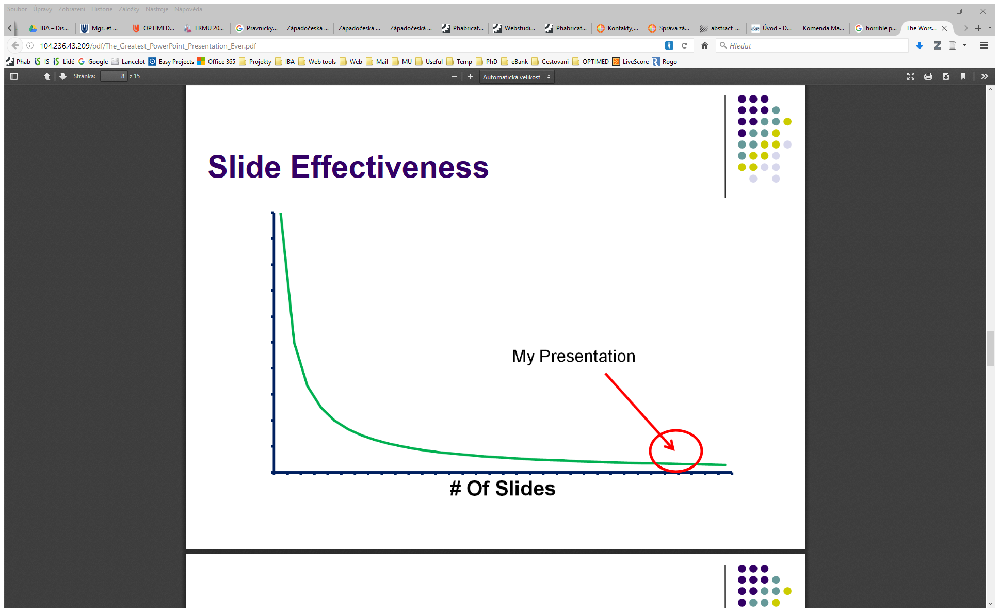 Soubor Úpravy Zobrazení Historie Záložky Nástroje Nápověda
IBA – Dis... Mgr. et ... OPTIMED... FRMU 20... Pravnicky... Západočeská ... Západočeská ... Západočeská ... Phabricat... Webstudi... Phabricat... Kontakty,... Správa zá... abstract_... Úvod - D... Komenda Ma... horrible p... The Wors...
104.236.43.209/pdf/The_Greatest_PowerPoint_Presentation_Ever.pdf Hledat
Phab IS Lidé Google Lancelot Easy Projects Office 365 Projekty IBA Web tools Web Mail MU Useful Temp PhD eBank Cestovani OPTIMED LiveScore Rogō
Stránka: 8 z 15 Automatická velikost
Slide Effectiveness
My Presentation
# Of Slides